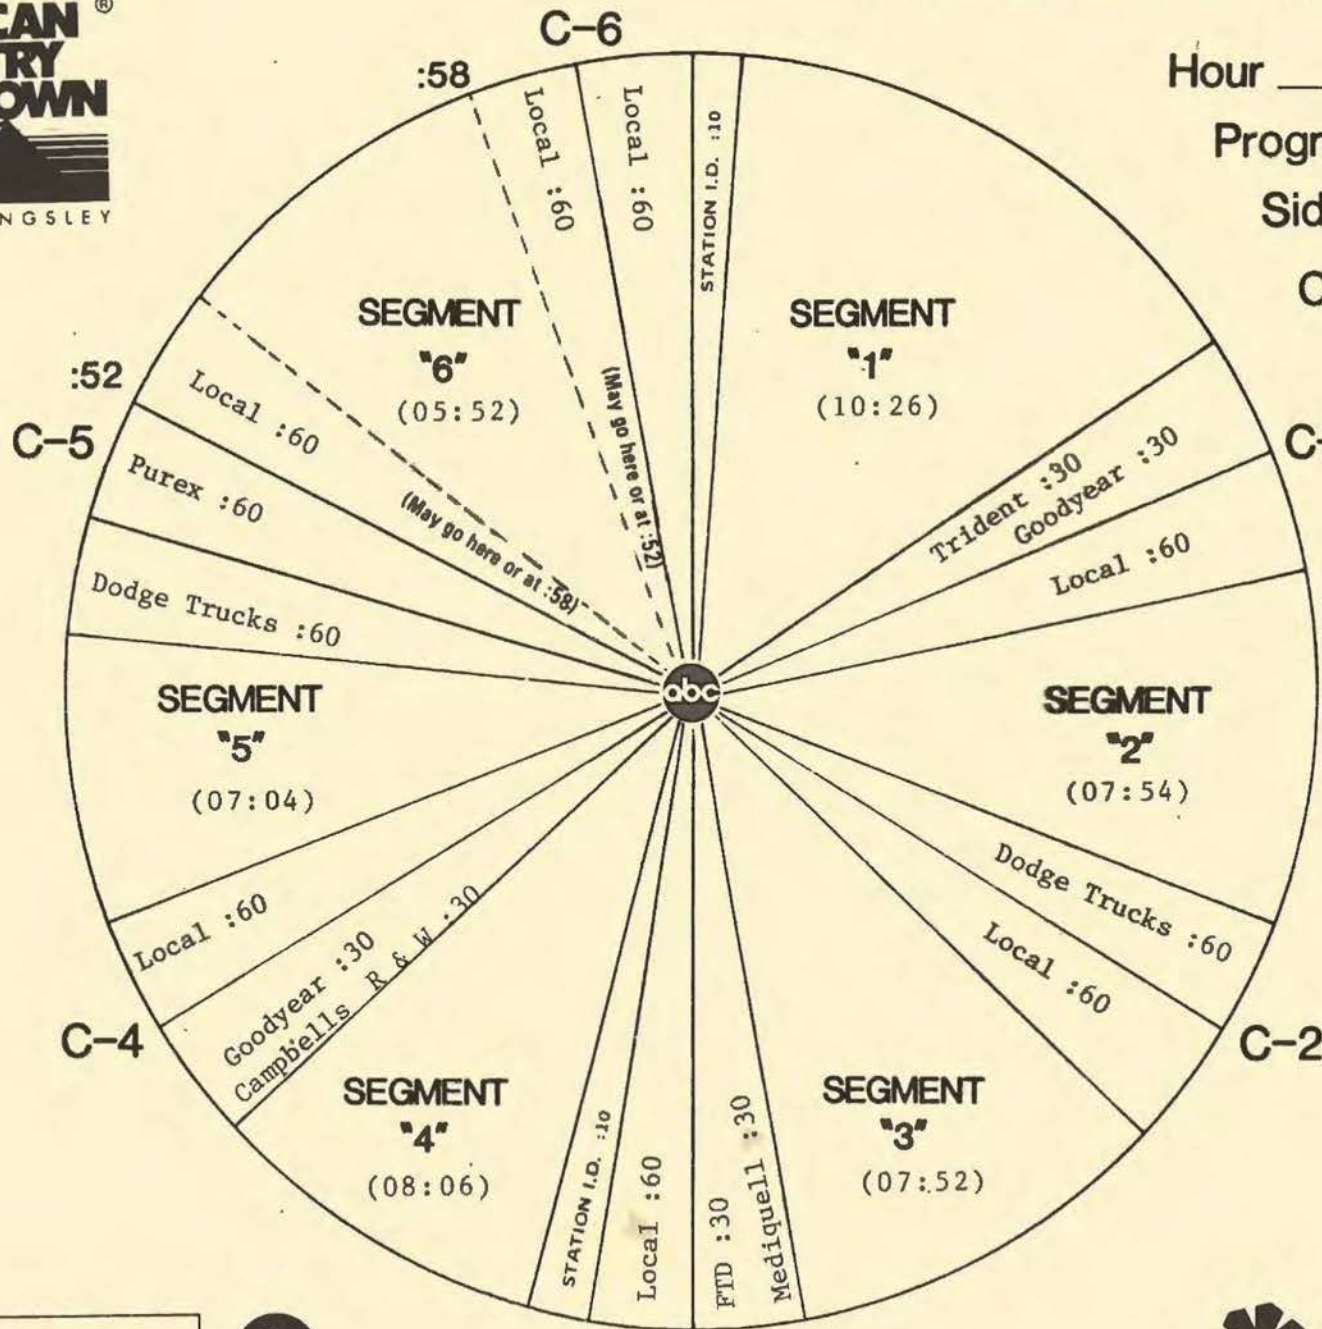 CAN ®
TRY
OWN
NGSLEY
C-6
:58
Hour
Progr
Sid
C
STATION I.D. :10
SEGMENT
"1"
(10:26)
C-
Trident :30
Goodyear :30
Local :60
SEGMENT
"2"
(07:54)
Dodge Trucks :60
C-2
Local :60
SEGMENT
"3"
(07:52)
Mediquell :30
FTD :30
Local :60
STATION I.D. :10
SEGMENT
"4"
(08:06)
Campbells R & W :30
Goodyear :30
C-4
Local :60
SEGMENT
"5"
(07:04)
Dodge Trucks :60
Purex :60
C-5
:52
Local :60
(May go here or at :58)
SEGMENT
"6"
(05:52)
Local :60
(May go here or at :52)
Local :60
abc